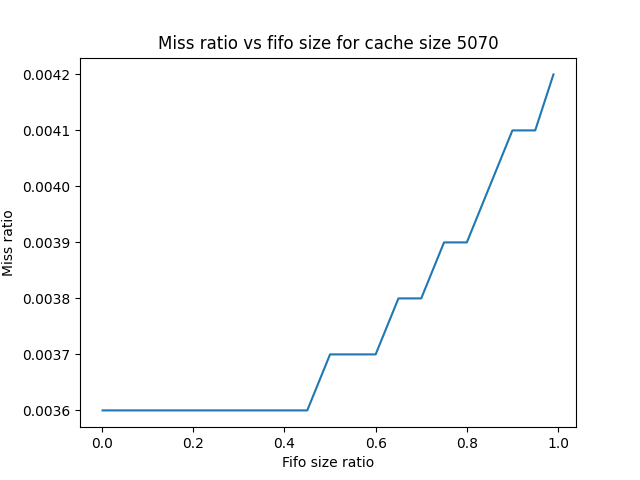 Miss ratio vs fifo size for cache size 5070
0.0042
0.0041
0.0040
0.0039
0.0038
0.0037
0.0036
Miss ratio
0.0 0.2 0.4 0.6 0.8 1.0
Fifo size ratio